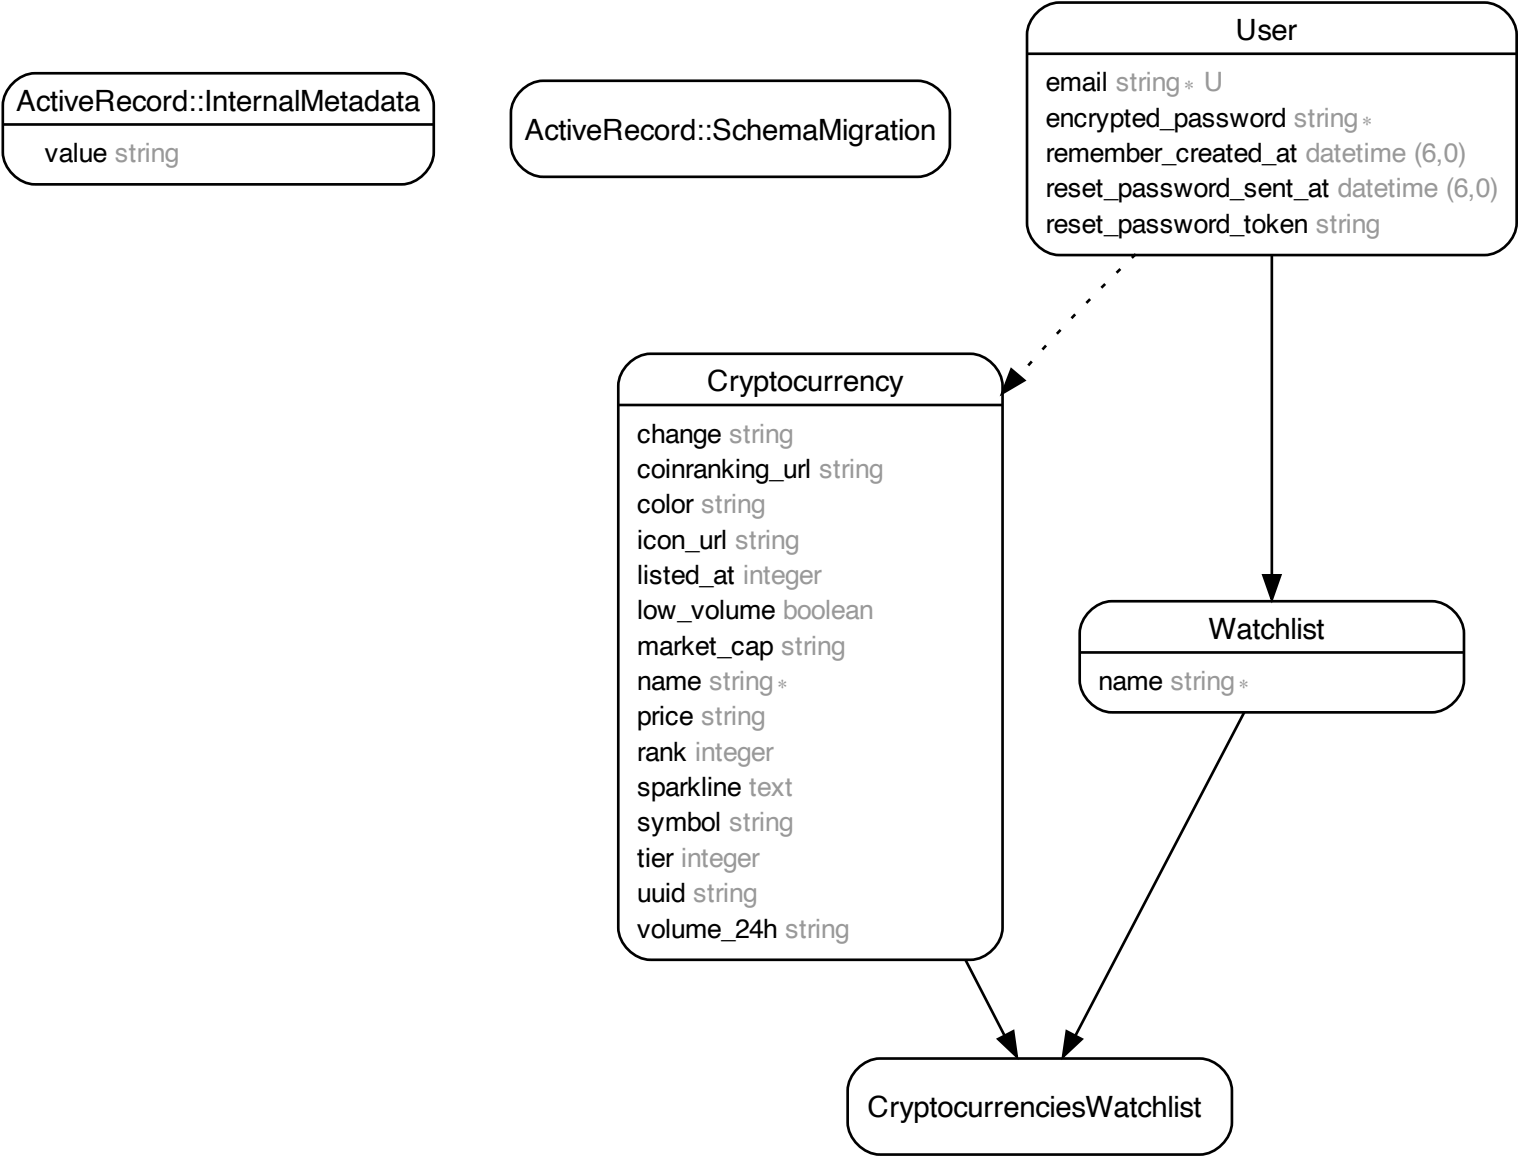 ActiveRecord::InternalMetadata
value string
ActiveRecord::SchemaMigration
User
email string* U
encrypted_password string*
remember_created_at datetime (6,0)
reset_password_sent_at datetime (6,0)
reset_password_token string
Cryptocurrency
change string
coinranking_url string
color string
icon_url string
listed_at integer
low_volume boolean
market_cap string
name string*
price string
rank integer
sparkline text
symbol string
tier integer
uuid string
volume_24h string
Watchlist
name string*
CryptocurrenciesWatchlist